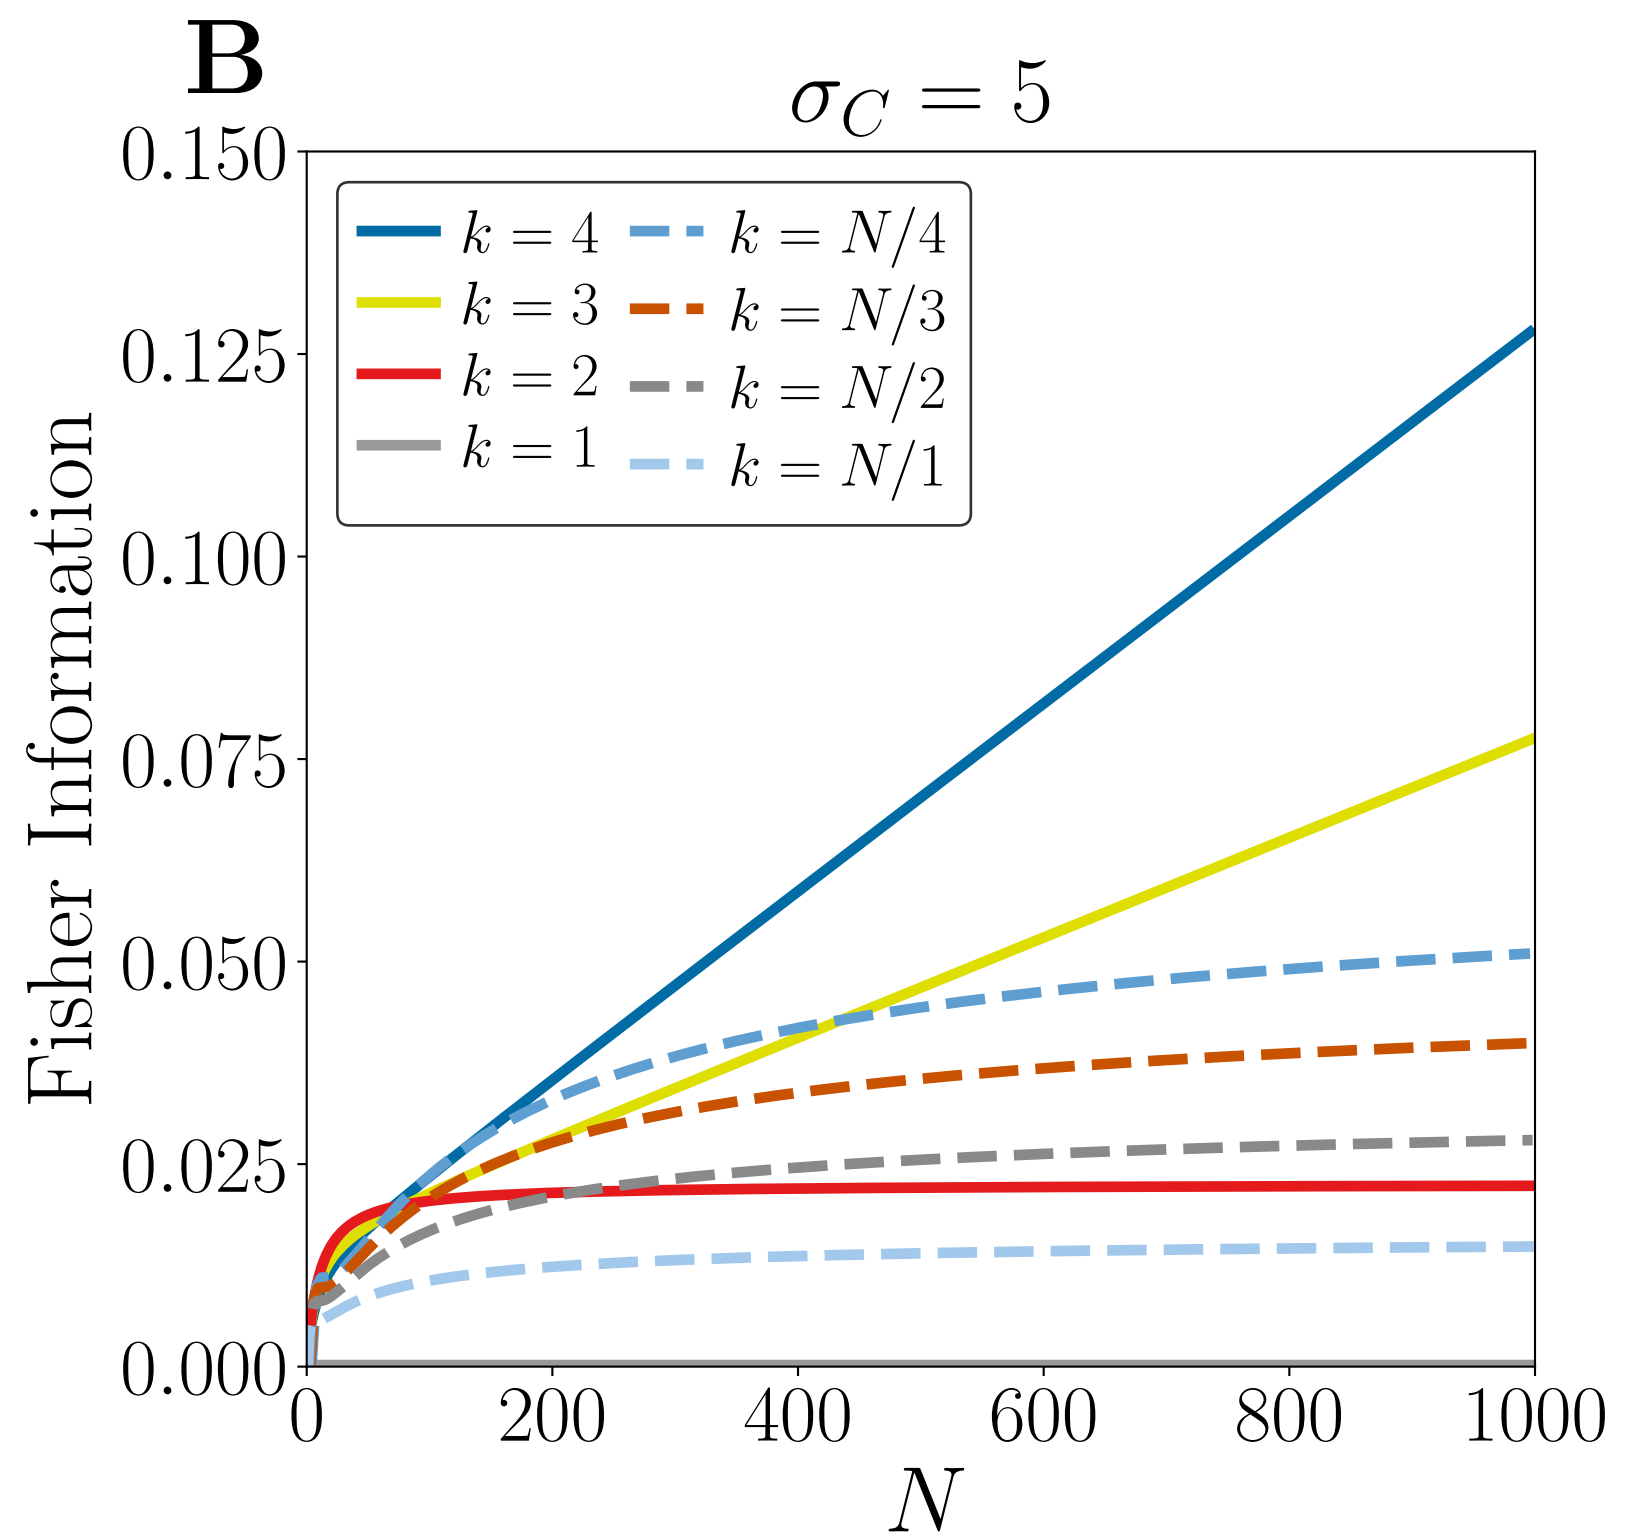 B
σ_C = 5
0.150
0.125
0.100
0.075
0.050
0.025
0.000
Fisher Information
k = 4
k = 3
k = 2
k = 1
k = N/4
k = N/3
k = N/2
k = N/1
0 200 400 600 800 1000
N